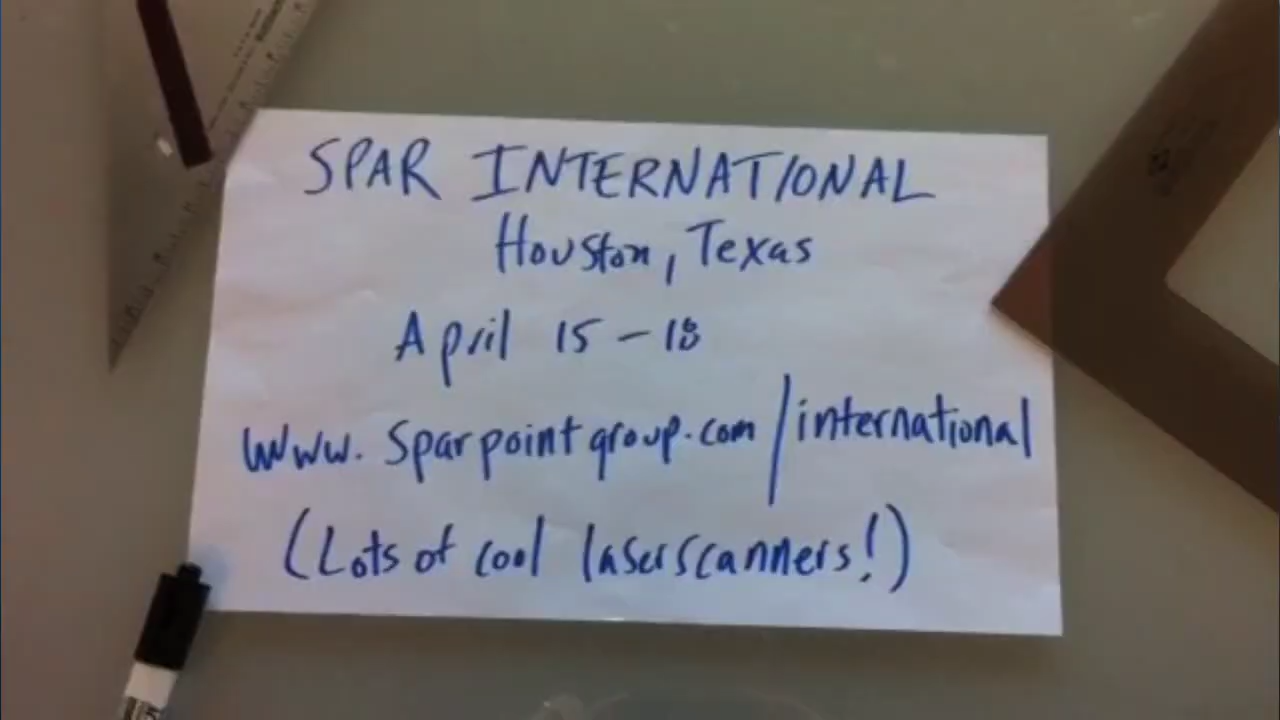 SPAR INTERNATIONAL
Houston, Texas
April 15-18
www.sparpointgroup.com/international
(Lots of cool laserscanners!)